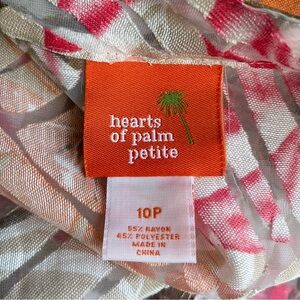 hearts
of palm
petite
10P
55% RAYON
45% POLYESTER
MADE IN
CHINA